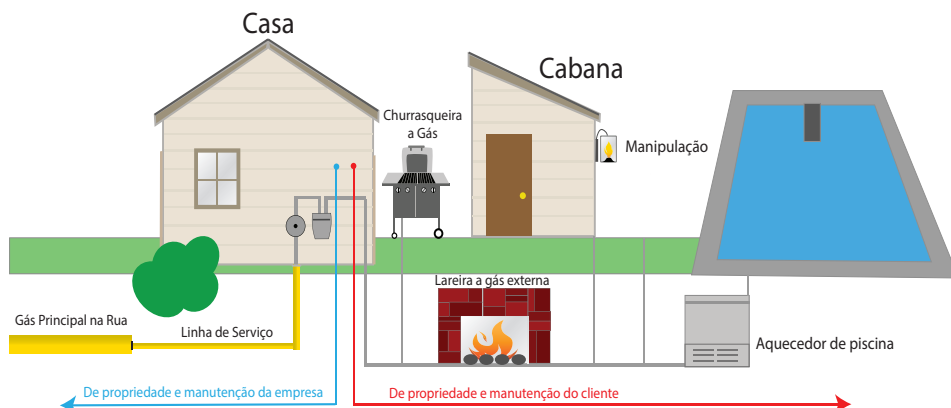 Casa
Cabana
Churrasqueira
a Gás
Manipulação
Lareira a gás externa
Gás Principal na Rua
Linha de Serviço
Aquecedor de piscina
De propriedade e manutenção da empresa
De propriedade e manutenção do cliente